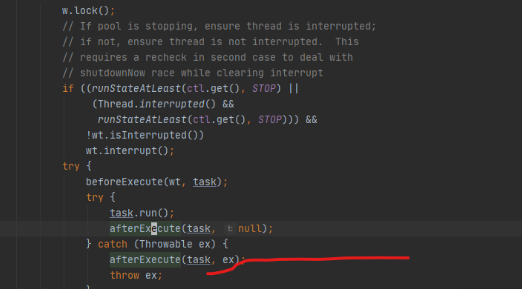 w.lock();
// If pool is stopping, ensure thread is interrupted;
// if not, ensure thread is not interrupted. This
// requires a recheck in second case to deal with
// shutdownNow race while clearing interrupt
if ((runStateAtLeast(ctl.get(), STOP) ||
(Thread.interrupted() &&
runStateAtLeast(ctl.get(), STOP))) &&
!wt.isInterrupted())
wt.interrupt();
try {
beforeExecute(wt, task);
try {
task.run();
afterExecute(task, t: null);
} catch (Throwable ex) {
afterExecute(task, ex);
throw ex;
}